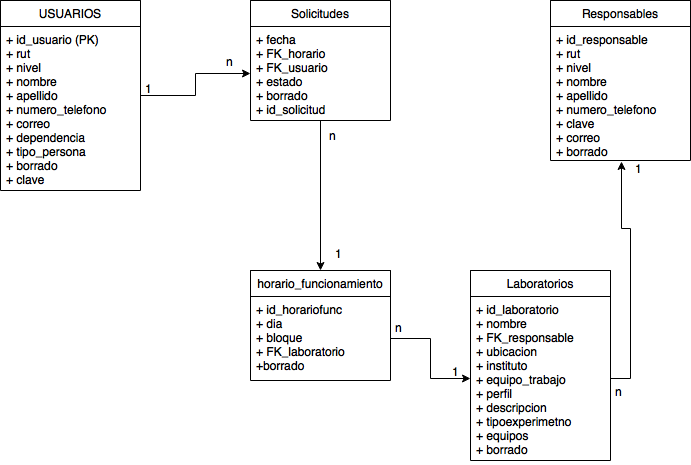 USUARIOS
+ id_usuario (PK)
+ rut
+ nivel
+ nombre
+ apellido
+ numero_telefono
+ correo
+ dependencia
+ tipo_persona
+ borrado
+ clave
1
n
Solicitudes
+ fecha
+ FK_horario
+ FK_usuario
+ estado
+ borrado
+ id_solicitud
n
1
Responsables
+ id_responsable
+ rut
+ nivel
+ nombre
+ apellido
+ numero_telefono
+ clave
+ correo
+ borrado
1
horario_funcionamiento
+ id_horariofunc
+ dia
+ bloque
+ FK_laboratorio
+borrado
n
1
Laboratorios
+ id_laboratorio
+ nombre
+ FK_responsable
+ ubicacion
+ instituto
+ equipo_trabajo
+ perfil
+ descripcion
+ tipoexperimetno
+ equipos
+ borrado
n